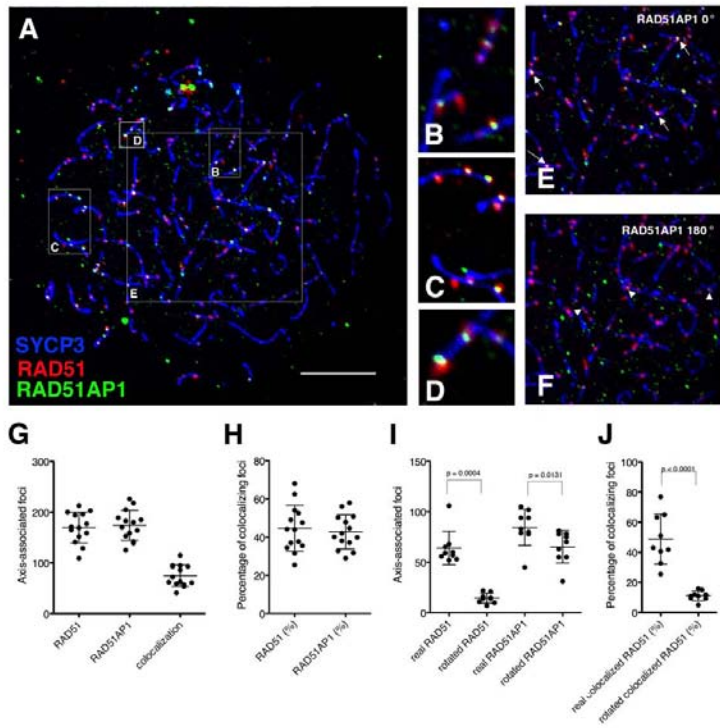 A
D
B
C
E
SYCP3
RAD51
RAD51AP1
B
C
D
RAD51AP1 0°
E
RAD51AP1 180°
F
G
Axis-associated foci
300
200
100
0
RAD51
RAD51AP1
colocalization
H
Percentage of colocalizing foci
80
60
40
20
0
RAD51 (%)
RAD51AP1 (%)
I
Axis-associated foci
150
100
50
0
p = 0.0004
p = 0.0131
real RAD51
rotated RAD51
real RAD51AP1
rotated RAD51AP1
J
Percentage of colocalizing foci
100
80
60
40
20
0
p < 0.0001
real colocalized RAD51 (%)
rotated colocalized RAD51 (%)